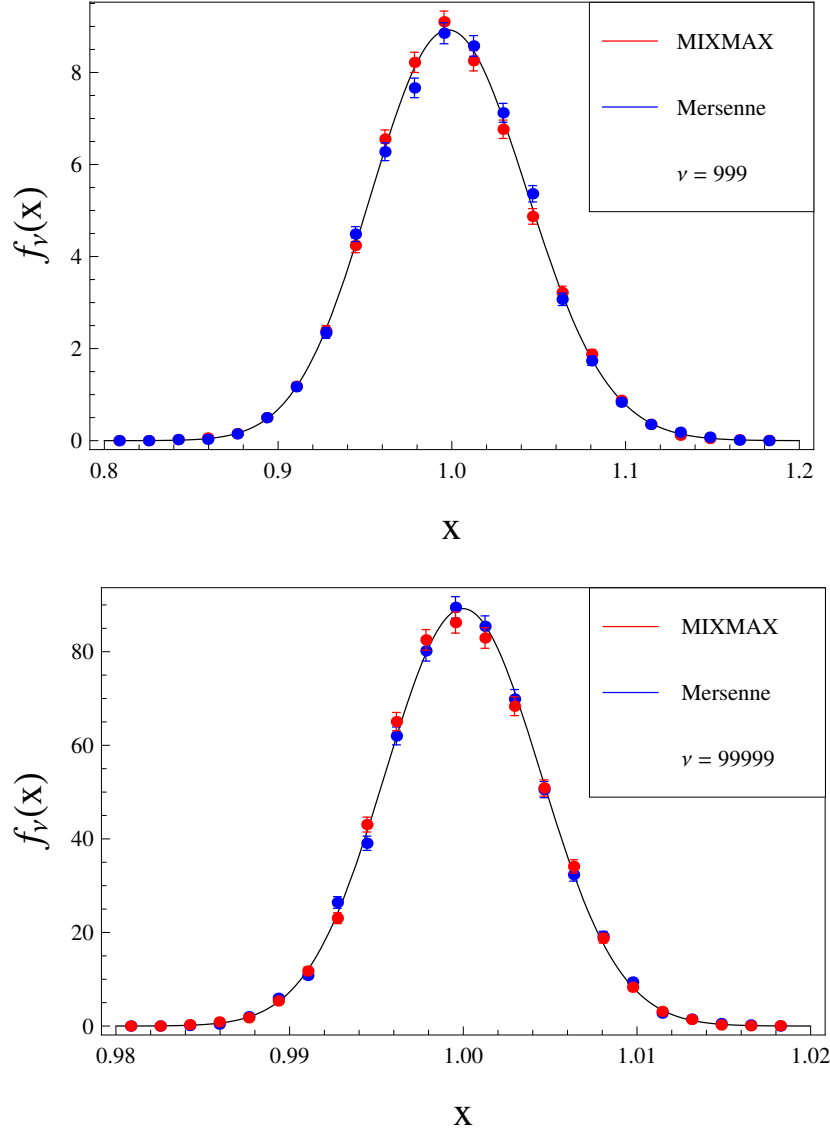 MIXMAX
Mersenne
ν = 999
f_ν(x)
8
6
4
2
0
0.8 0.9 1.0 1.1 1.2
x
MIXMAX
Mersenne
ν = 99999
f_ν(x)
80
60
40
20
0
0.98 0.99 1.00 1.01 1.02
x